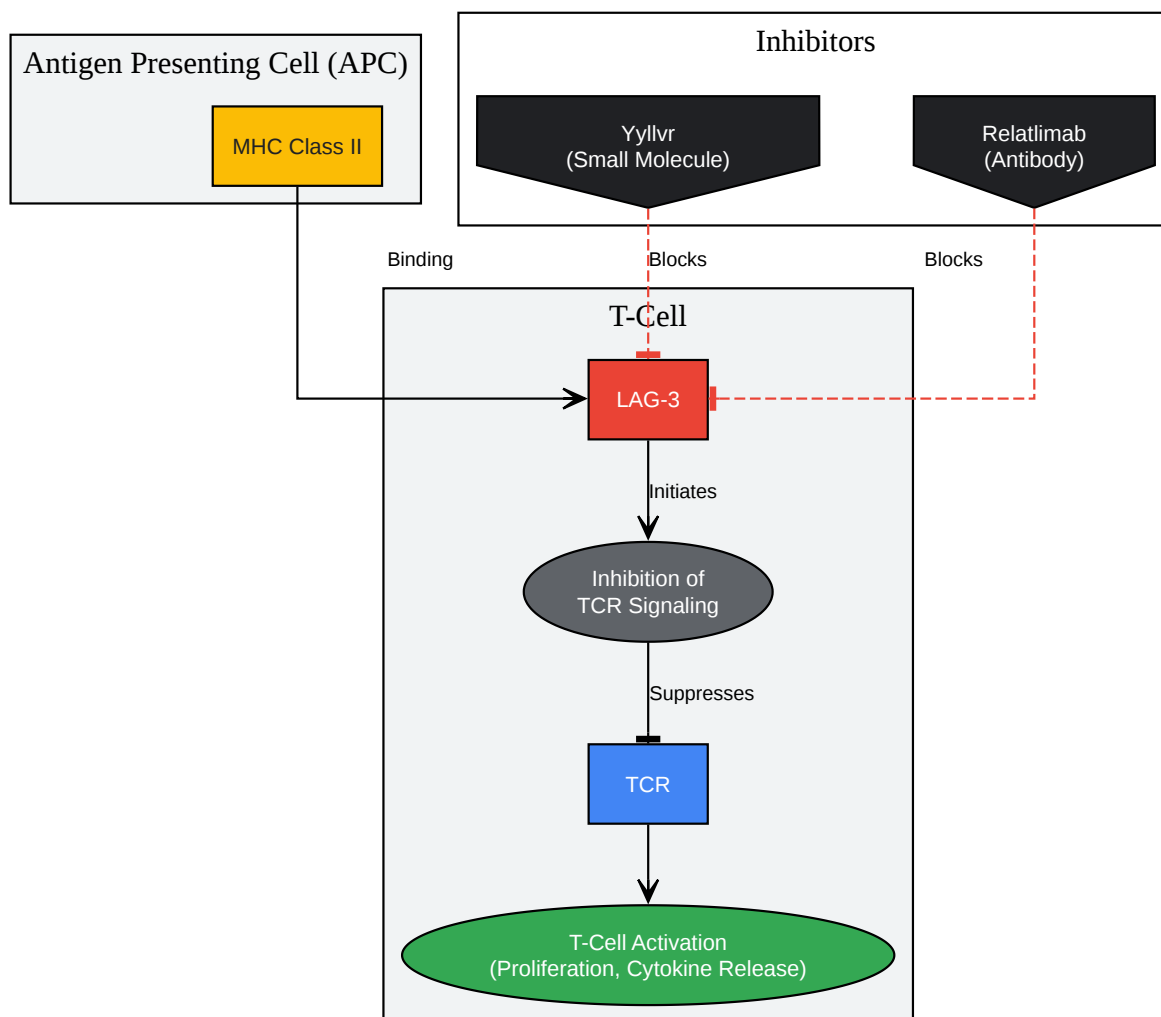 Antigen Presenting Cell (APC)
MHC Class II
Inhibitors
Yyllvr
(Small Molecule)
Relatlimab
(Antibody)
Binding
Blocks
Blocks
T-Cell
LAG-3
Initiates
Inhibition of
TCR Signaling
Suppresses
TCR
T-Cell Activation
(Proliferation, Cytokine Release)